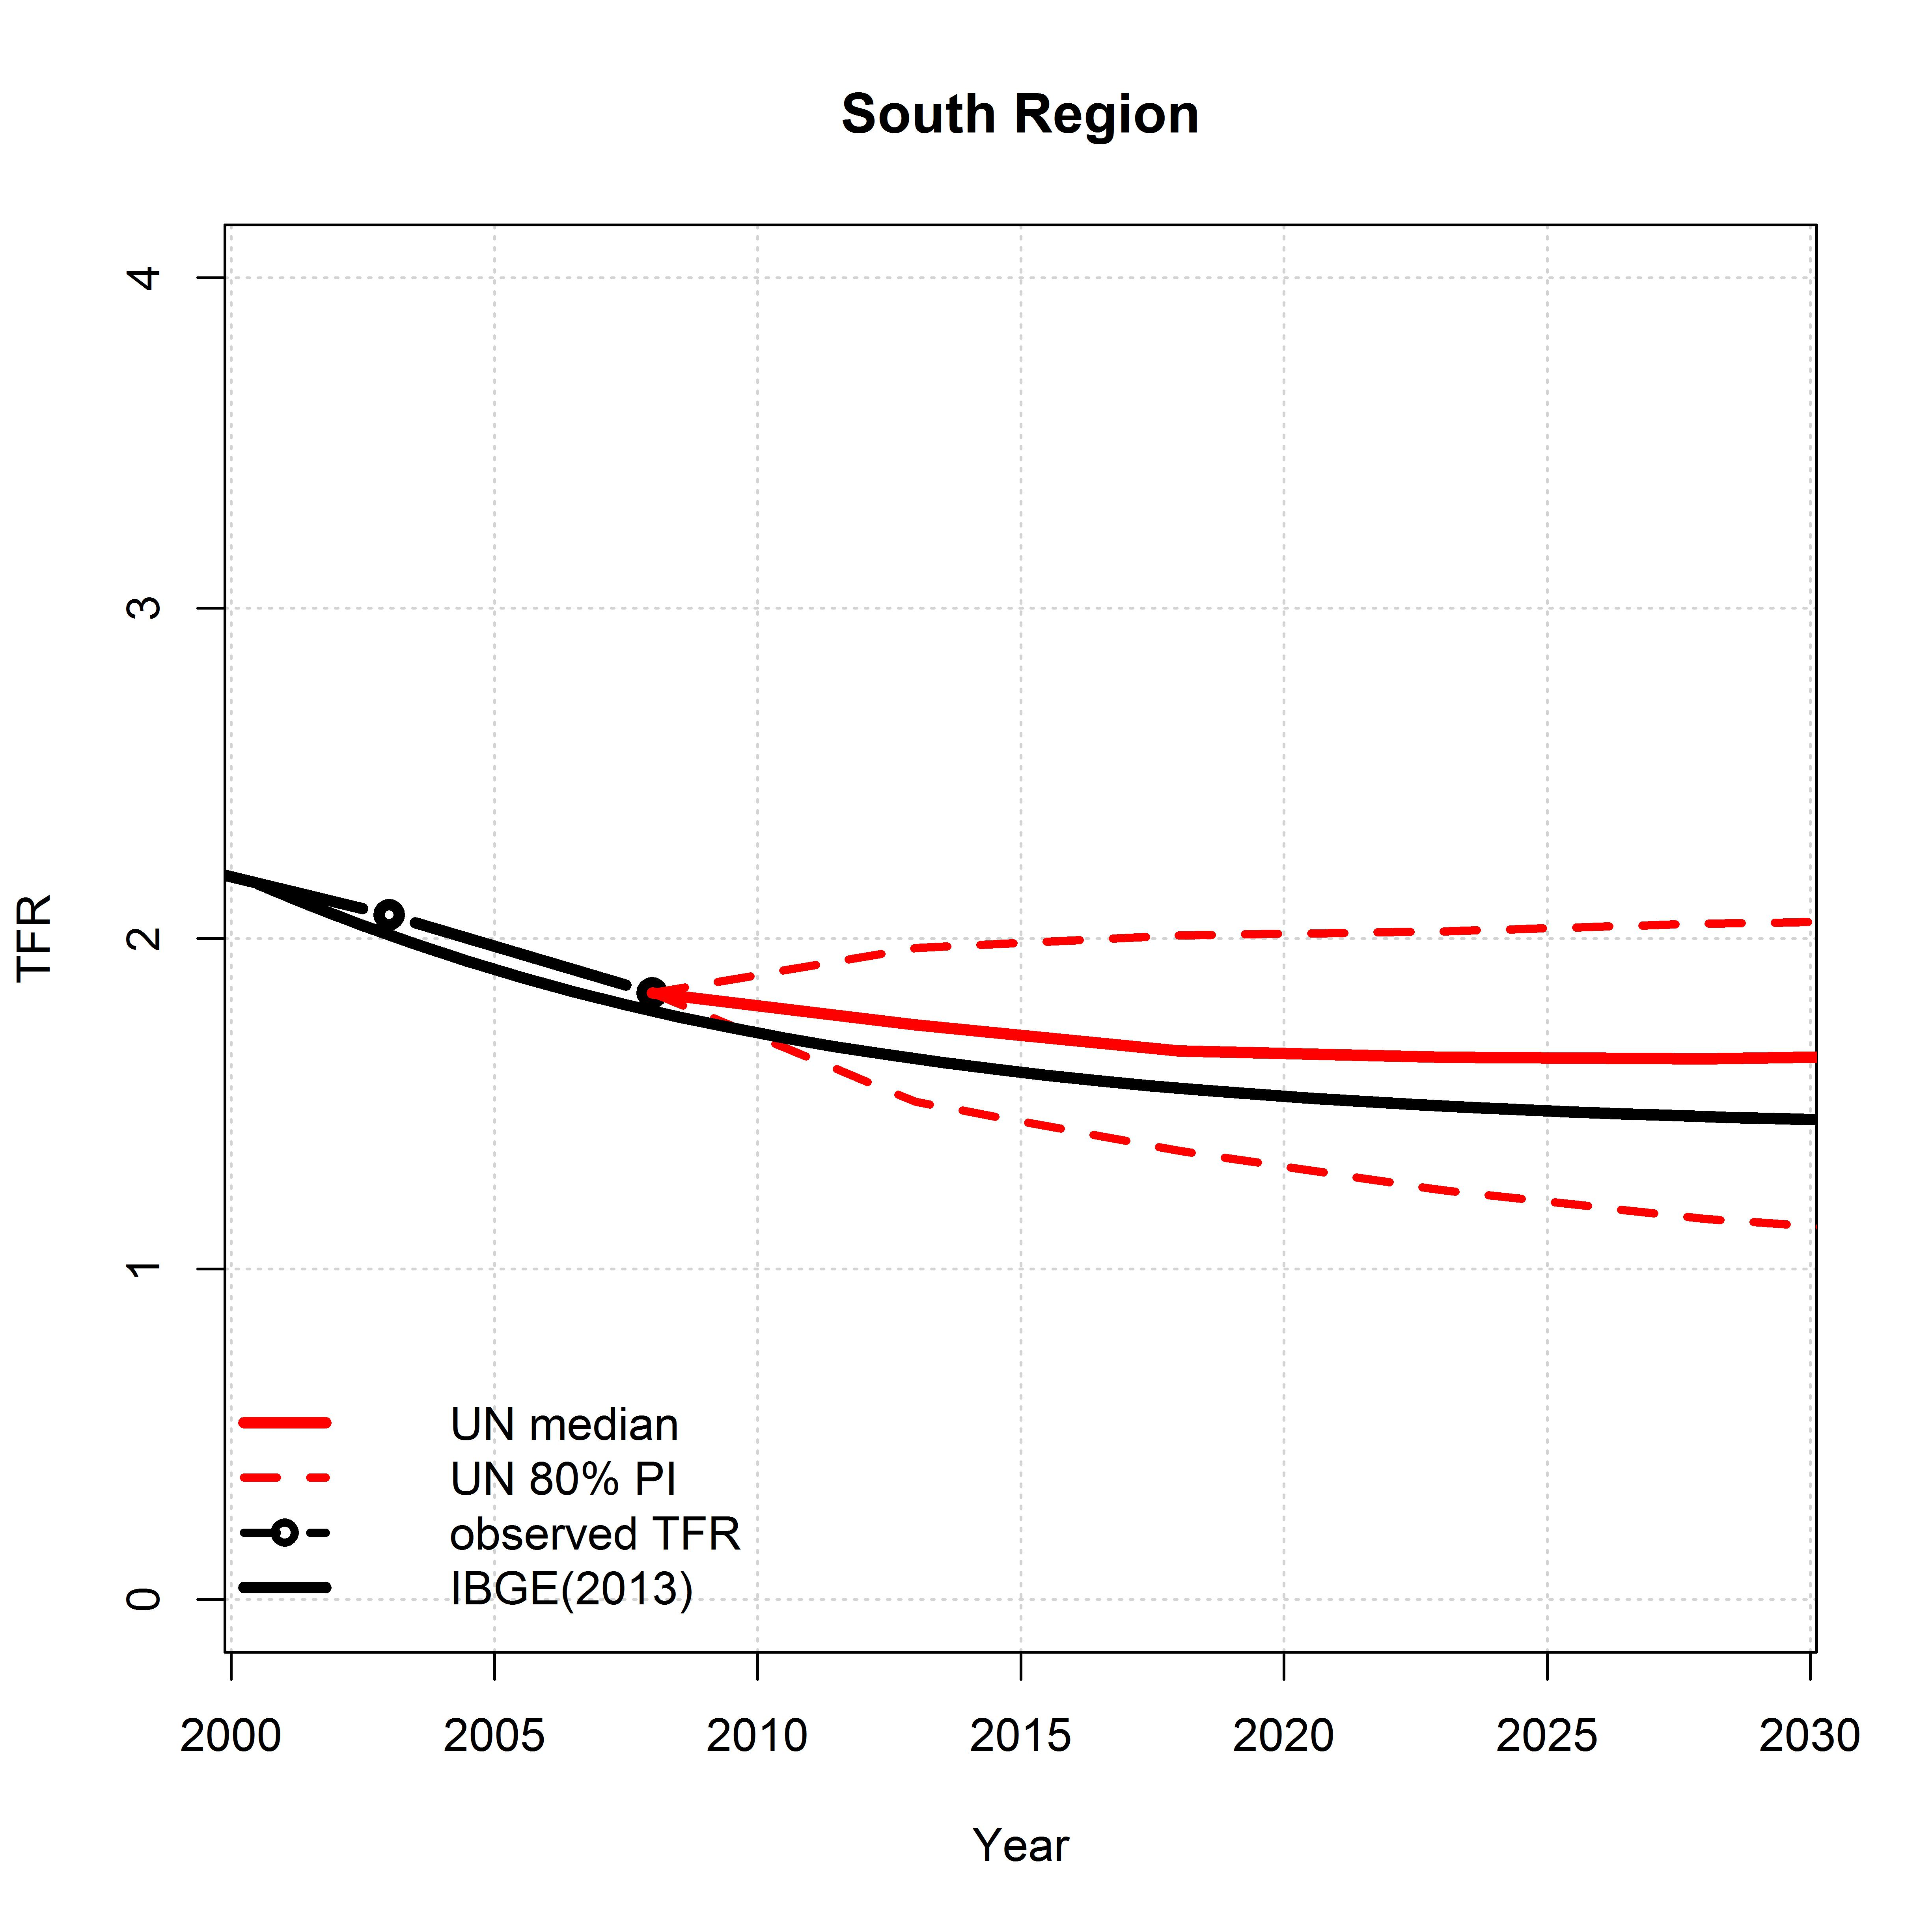 South Region
TFR
4
3
2
1
0
UN median
UN 80% PI
observed TFR
IBGE(2013)
2000 2005 2010 2015 2020 2025 2030
Year